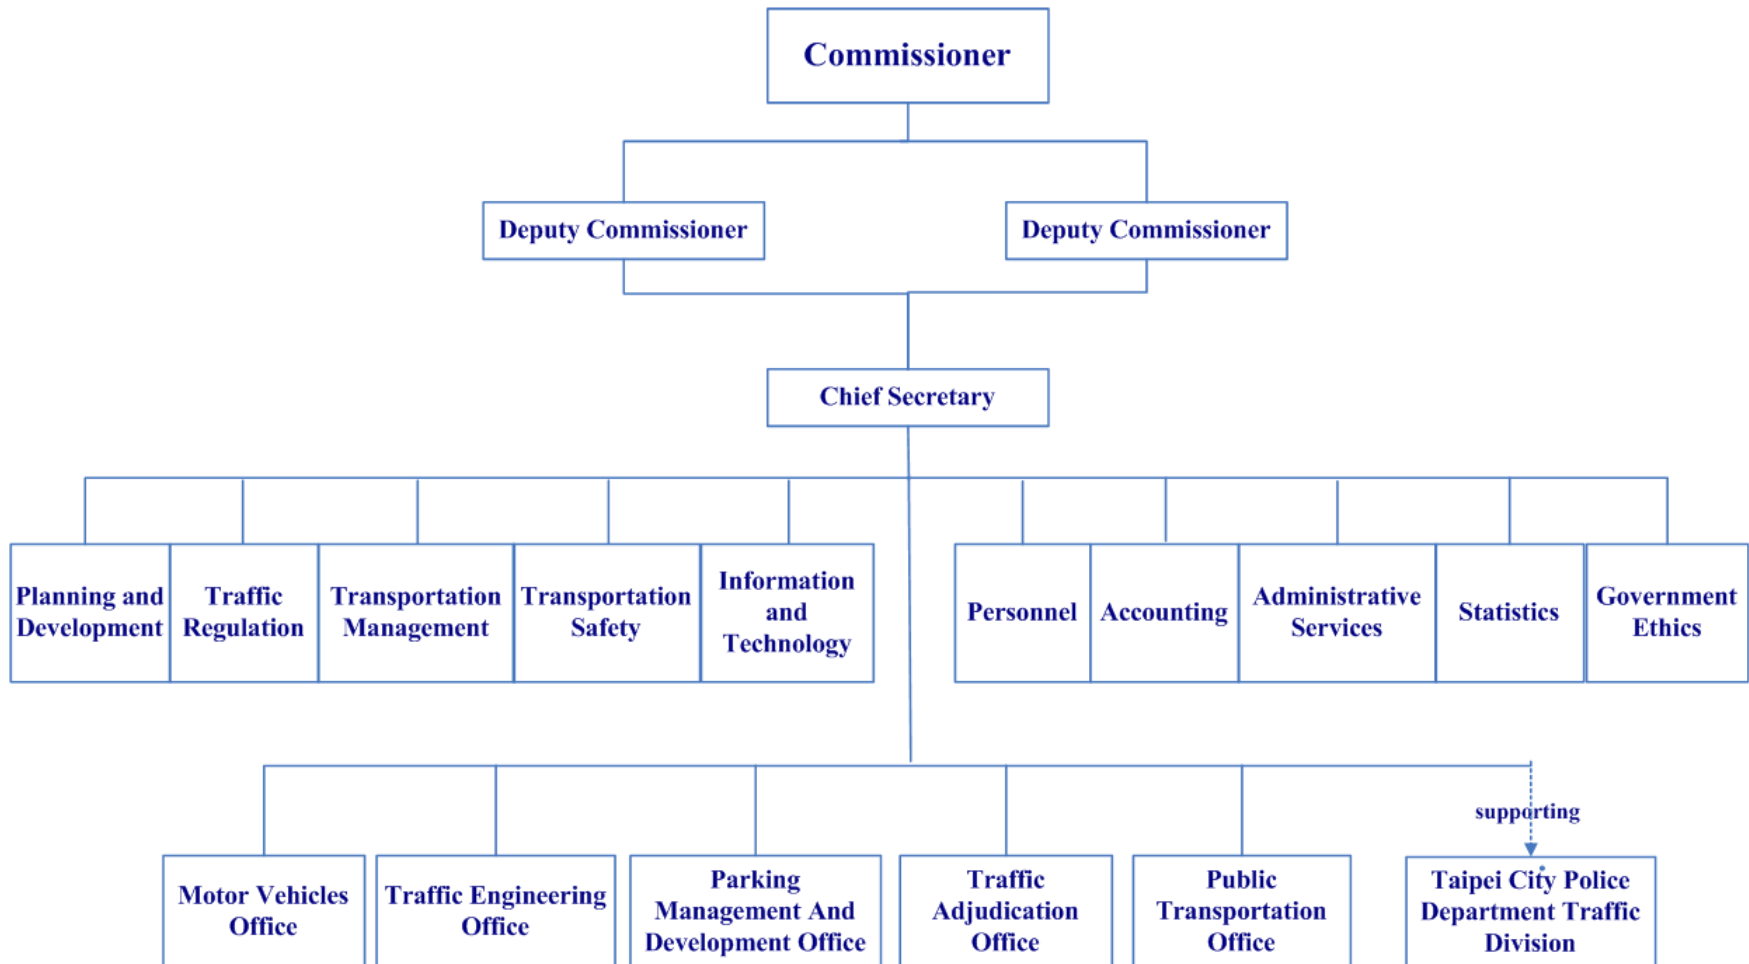 Commissioner
Deputy Commissioner
Deputy Commissioner
Chief Secretary
Planning and
Development
Traffic
Regulation
Transportation
Management
Transportation
Safety
Information
and
Technology
Personnel
Accounting
Administrative
Services
Statistics
Government
Ethics
supporting
Motor Vehicles
Office
Traffic Engineering
Office
Parking
Management And
Development Office
Traffic
Adjudication
Office
Public
Transportation
Office
Taipei City Police
Department Traffic
Division